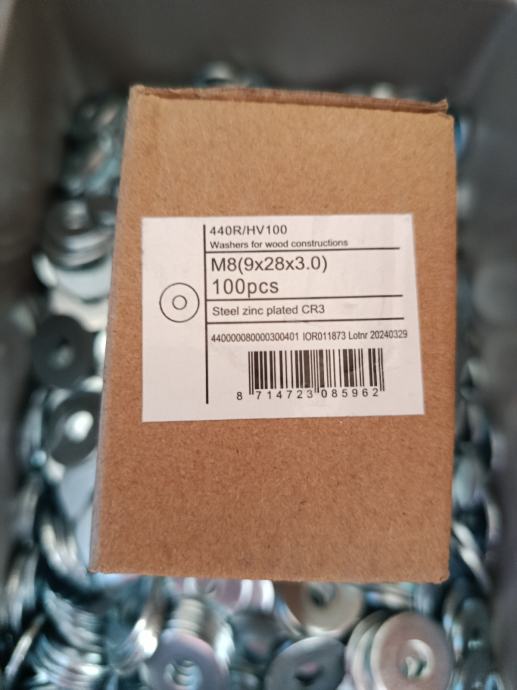 440R/HV100
Washers for wood constructions
M8(9x28x3.0)
100pcs
Steel zinc plated CR3
440000080000300401 IOR011873 Lotnr 20240329
8 714723 085962